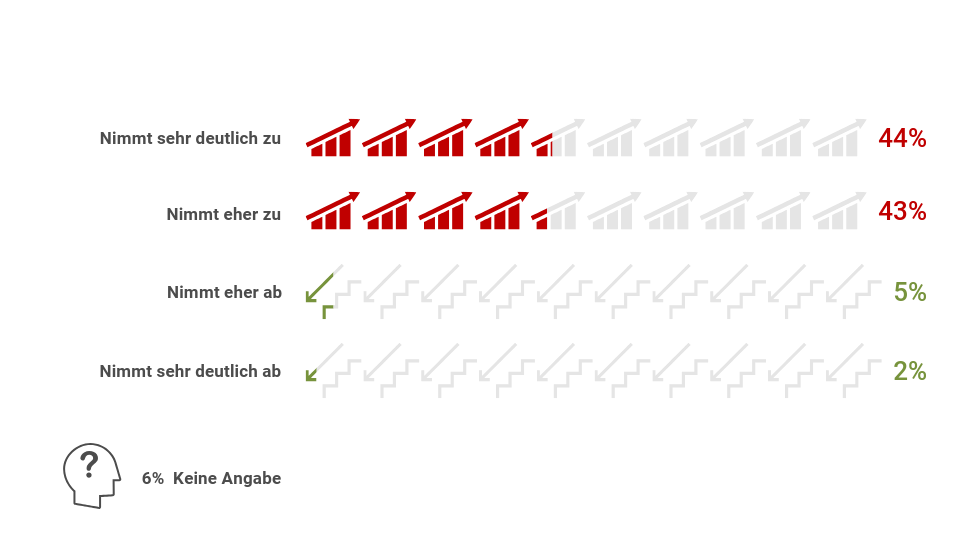 Nimmt sehr deutlich zu 44%
Nimmt eher zu 43%
Nimmt eher ab 5%
Nimmt sehr deutlich ab 2%
? 6% Keine Angabe